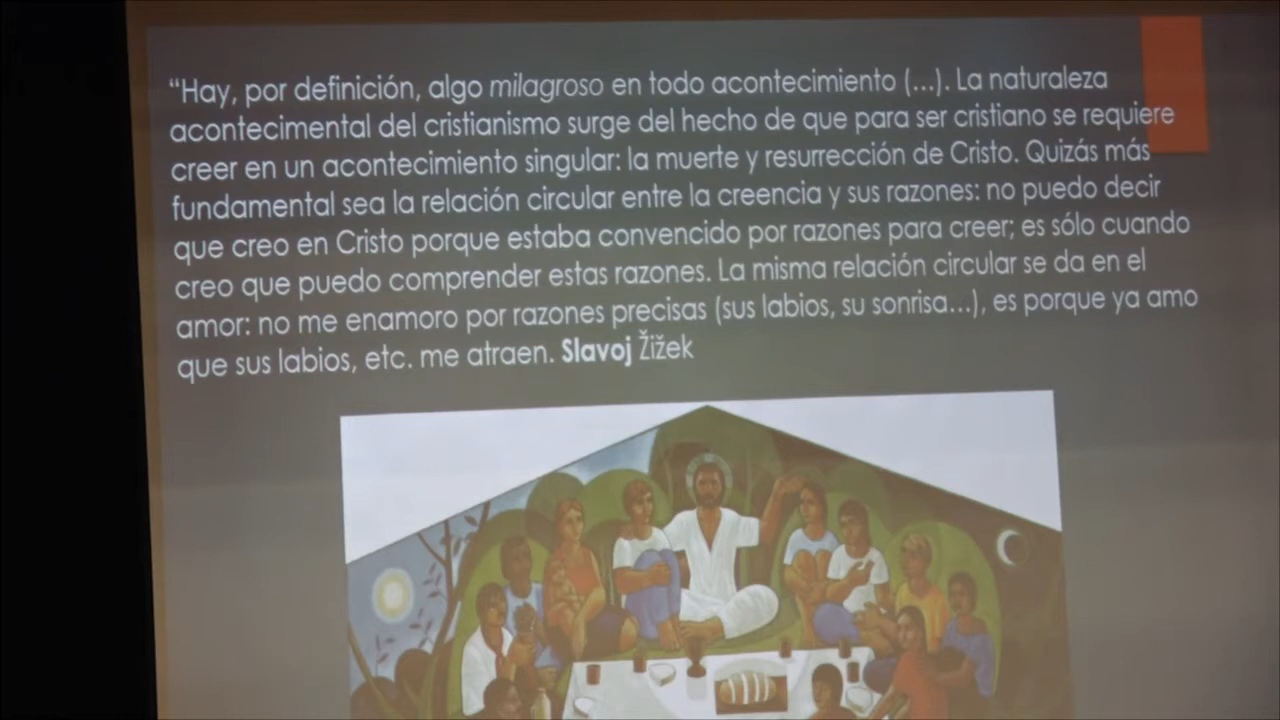 “Hay, por definición, algo milagroso en todo acontecimiento (...). La naturaleza
acontecimental del cristianismo surge del hecho de que para ser cristiano se requiere
creer en un acontecimiento singular: la muerte y resurrección de Cristo. Quizás más
fundamental sea la relación circular entre la creencia y sus razones: no puedo decir
que creo en Cristo porque estaba convencido por razones para creer; es sólo cuando
creo que puedo comprender estas razones. La misma relación circular se da en el
amor: no me enamoro por razones precisas (sus labios, su sonrisa...), es porque ya amo
que sus labios, etc. me atraen. Slavoj Žižek